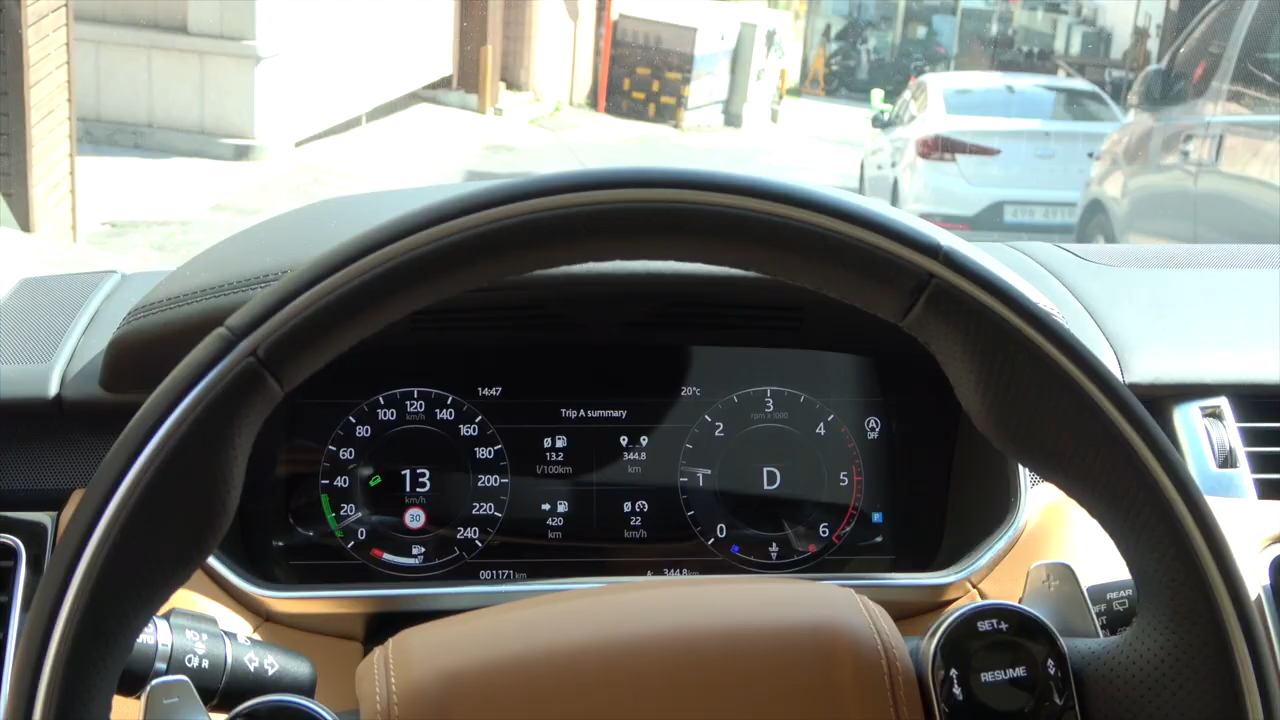 14:47
20°c
Trip A summary
0
20
40
60
80
100
120
140
160
180
200
220
240
km/h
13
km/h
30
13.2
l/100km
344.8
km
420
km
22
km/h
0
1
2
3
4
5
6
rpm x 1000
D
A
OFF
P
001171 km
A: 344.8 km
REAR
OFF
SET+
RESUME
R
+
−